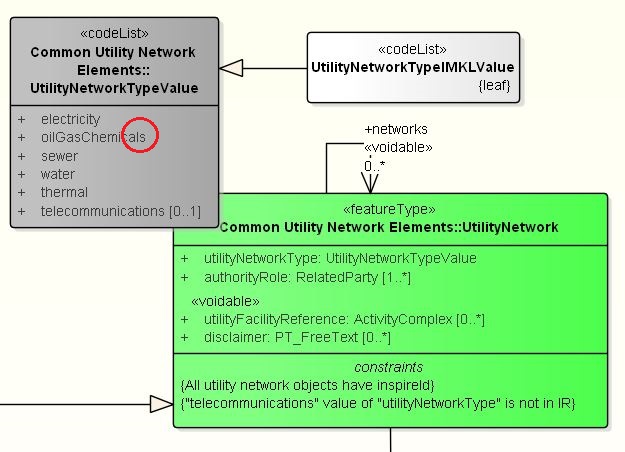 «codeList»
Common Utility Network
Elements::
UtilityNetworkTypeValue
+ electricity
+ oilGasChemicals
+ sewer
+ water
+ thermal
+ telecommunications [0..1]
«codeList»
UtilityNetworkTypeIMKLValue
{leaf}
+networks
«voidable»
0..*
«featureType»
Common Utility Network Elements::UtilityNetwork
+ utilityNetworkType: UtilityNetworkTypeValue
+ authorityRole: RelatedParty [1..*]
«voidable»
+ utilityFacilityReference: ActivityComplex [0..*]
+ disclaimer: PT_FreeText [0..*]
constraints
{All utility network objects have inspireId}
{"telecommunications" value of "utilityNetworkType" is not in IR}